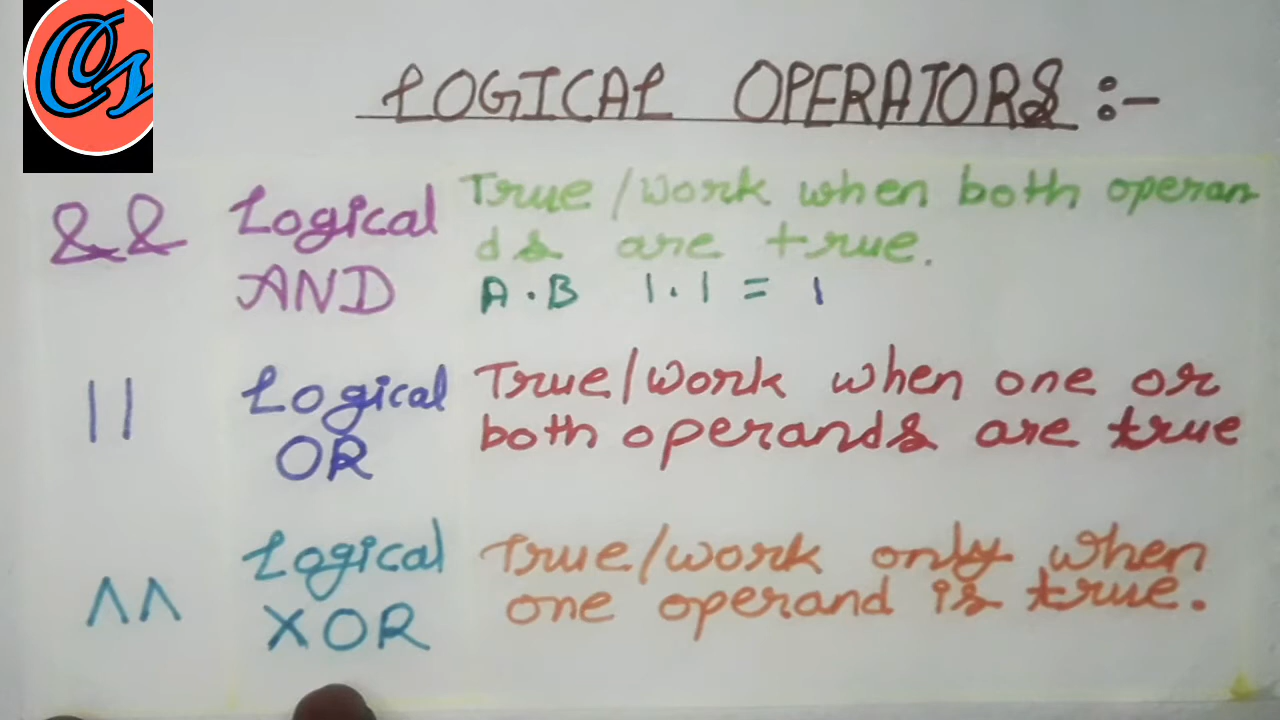 Cs
LOGICAL OPERATORS :-
&& Logical True/work when both operan
ds are true.
AND A.B 1.1 = 1
|| Logical True/work when one or
OR both operands are true
^^ Logical True/work only when
XOR one operand is true.